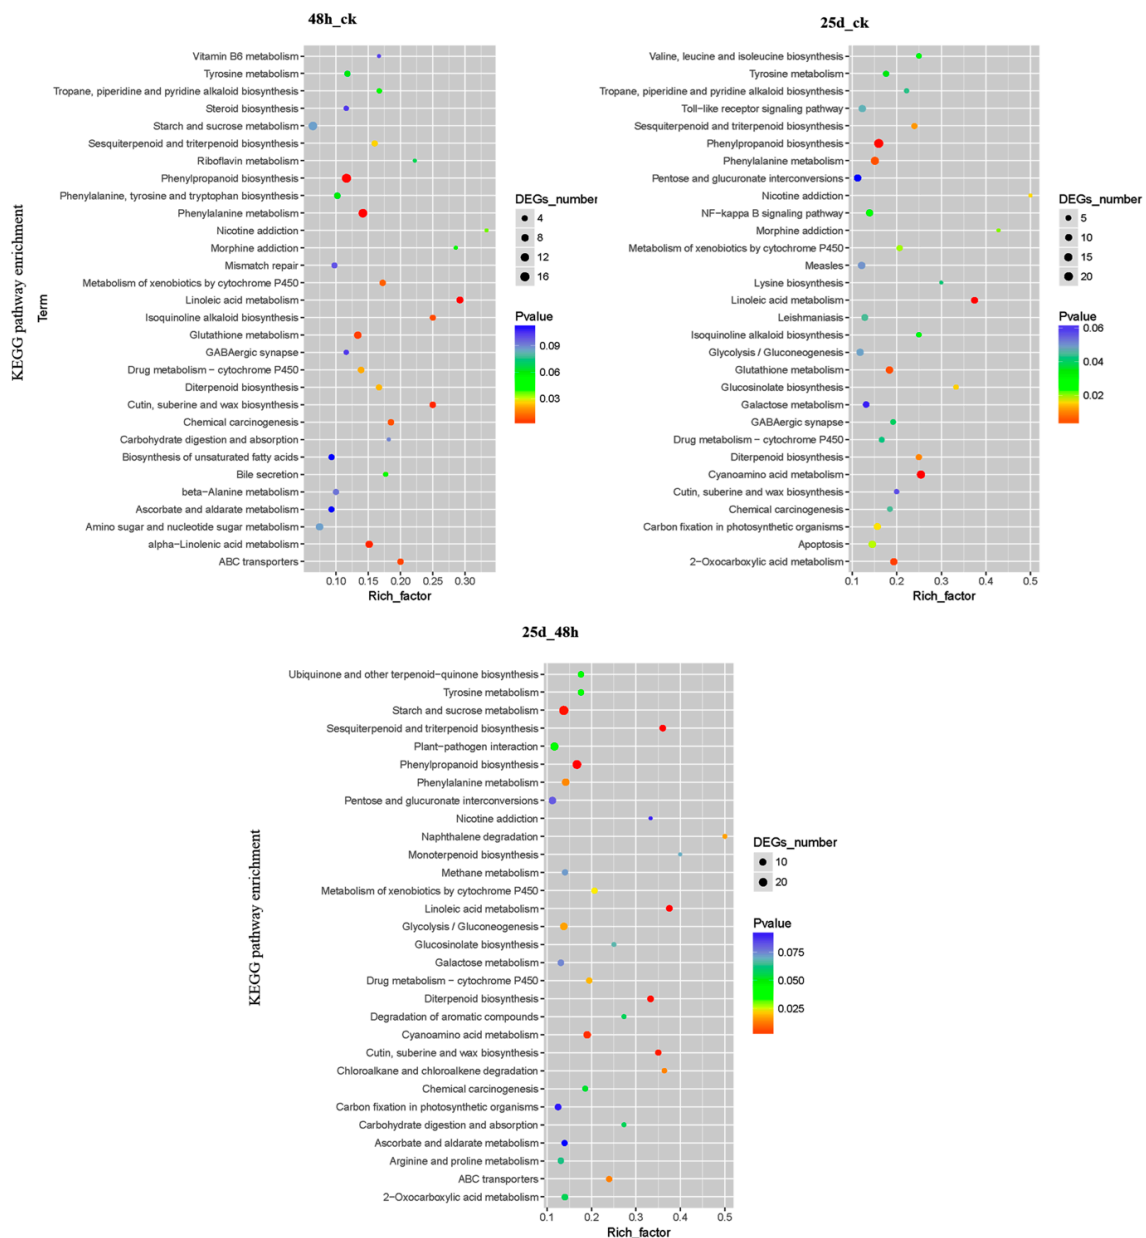 48h_ck
25d_ck
Vitamin B6 metabolism
Tyrosine metabolism
Tropane, piperidine and pyridine alkaloid biosynthesis
Steroid biosynthesis
Starch and sucrose metabolism
Sesquiterpenoid and triterpenoid biosynthesis
Riboflavin metabolism
Phenylpropanoid biosynthesis
Phenylalanine, tyrosine and tryptophan biosynthesis
Phenylalanine metabolism
Nicotine addiction
Morphine addiction
Mismatch repair
Metabolism of xenobiotics by cytochrome P450
Linoleic acid metabolism
Isoquinoline alkaloid biosynthesis
Glutathione metabolism
GABAergic synapse
Drug metabolism − cytochrome P450
Diterpenoid biosynthesis
Cutin, suberine and wax biosynthesis
Chemical carcinogenesis
Carbohydrate digestion and absorption
Biosynthesis of unsaturated fatty acids
Bile secretion
beta−Alanine metabolism
Ascorbate and aldarate metabolism
Amino sugar and nucleotide sugar metabolism
alpha−Linolenic acid metabolism
ABC transporters
KEGG pathway enrichment
Term
0.10 0.15 0.20 0.25 0.30
Rich_factor
DEGs_number
4
8
12
16
Pvalue
0.09
0.06
0.03
Valine, leucine and isoleucine biosynthesis
Tyrosine metabolism
Tropane, piperidine and pyridine alkaloid biosynthesis
Toll−like receptor signaling pathway
Sesquiterpenoid and triterpenoid biosynthesis
Phenylpropanoid biosynthesis
Phenylalanine metabolism
Pentose and glucuronate interconversions
Nicotine addiction
NF−kappa B signaling pathway
Morphine addiction
Metabolism of xenobiotics by cytochrome P450
Measles
Lysine biosynthesis
Linoleic acid metabolism
Leishmaniasis
Isoquinoline alkaloid biosynthesis
Glycolysis / Gluconeogenesis
Glutathione metabolism
Glucosinolate biosynthesis
Galactose metabolism
GABAergic synapse
Drug metabolism − cytochrome P450
Diterpenoid biosynthesis
Cyanoamino acid metabolism
Cutin, suberine and wax biosynthesis
Chemical carcinogenesis
Carbon fixation in photosynthetic organisms
Apoptosis
2−Oxocarboxylic acid metabolism
0.1 0.2 0.3 0.4 0.5
Rich_factor
DEGs_number
5
10
15
20
Pvalue
0.06
0.04
0.02
25d_48h
Ubiquinone and other terpenoid−quinone biosynthesis
Tyrosine metabolism
Starch and sucrose metabolism
Sesquiterpenoid and triterpenoid biosynthesis
Plant−pathogen interaction
Phenylpropanoid biosynthesis
Phenylalanine metabolism
Pentose and glucuronate interconversions
Nicotine addiction
Naphthalene degradation
Monoterpenoid biosynthesis
Methane metabolism
Metabolism of xenobiotics by cytochrome P450
Linoleic acid metabolism
Glycolysis / Gluconeogenesis
Glucosinolate biosynthesis
Galactose metabolism
Drug metabolism − cytochrome P450
Diterpenoid biosynthesis
Degradation of aromatic compounds
Cyanoamino acid metabolism
Cutin, suberine and wax biosynthesis
Chloroalkane and chloroalkene degradation
Chemical carcinogenesis
Carbon fixation in photosynthetic organisms
Carbohydrate digestion and absorption
Ascorbate and aldarate metabolism
Arginine and proline metabolism
ABC transporters
2−Oxocarboxylic acid metabolism
KEGG pathway enrichment
0.1 0.2 0.3 0.4 0.5
Rich_factor
DEGs_number
10
20
Pvalue
0.075
0.050
0.025